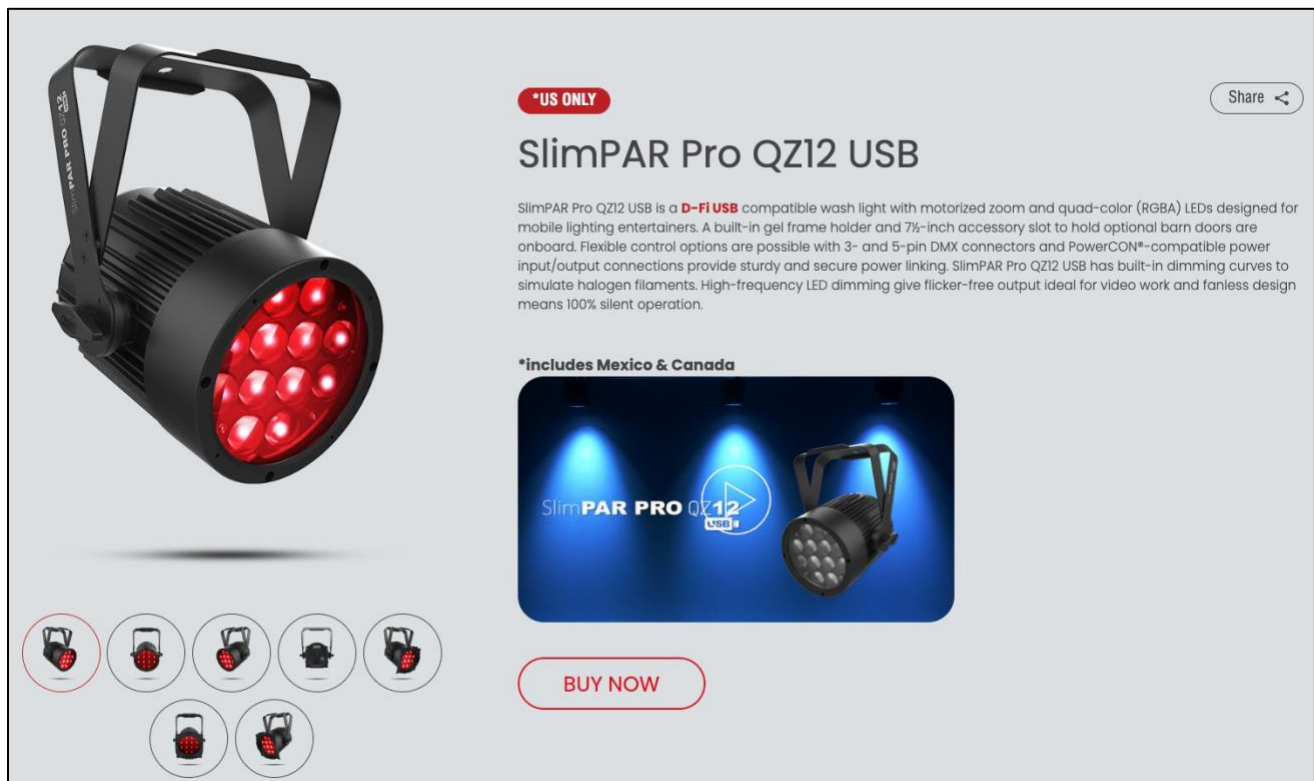 *US ONLY
Share
SlimPAR Pro QZ12 USB
SlimPAR Pro QZ12 USB is a D-Fi USB compatible wash light with motorized zoom and quad-color (RGBA) LEDs designed for
mobile lighting entertainers. A built-in gel frame holder and 7½-inch accessory slot to hold optional barn doors are
onboard. Flexible control options are possible with 3- and 5-pin DMX connectors and PowerCON®-compatible power
input/output connections provide sturdy and secure power linking. SlimPAR Pro QZ12 USB has built-in dimming curves to
simulate halogen filaments. High-frequency LED dimming give flicker-free output ideal for video work and fanless design
means 100% silent operation.
*includes Mexico & Canada
SlimPAR PRO QZ12
USB
BUY NOW
SlimPAR PRO QZ12